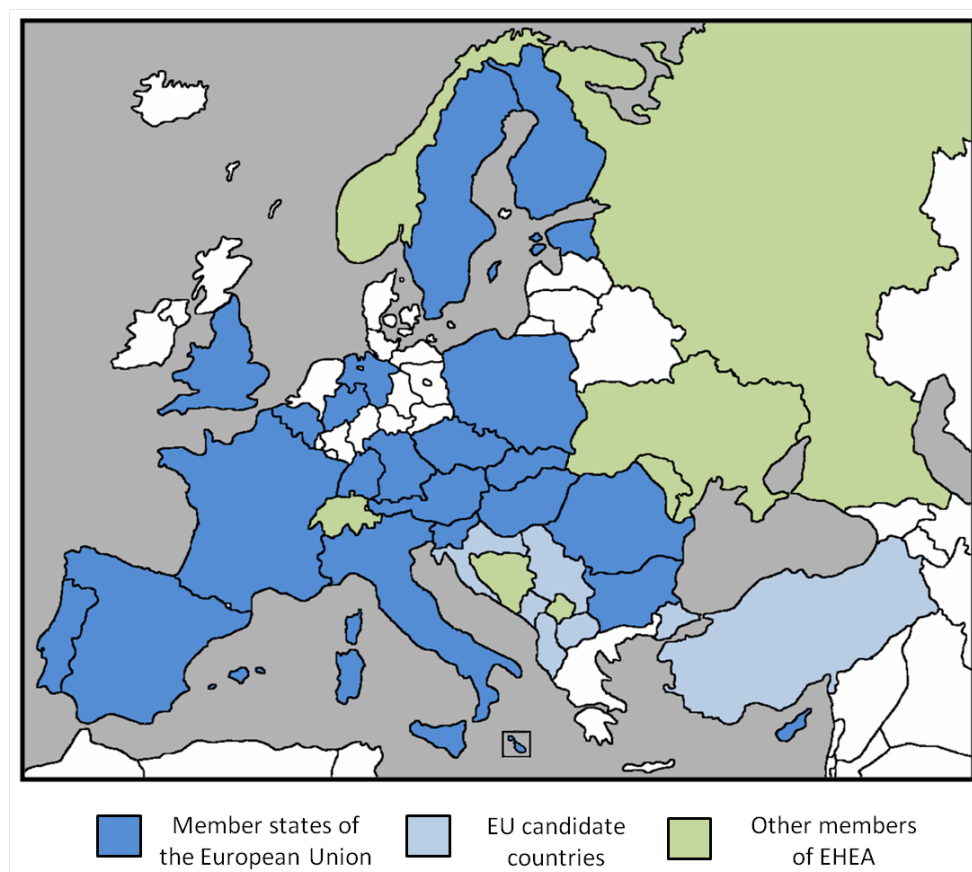 Member states of
the European Union
EU candidate
countries
Other members
of EHEA